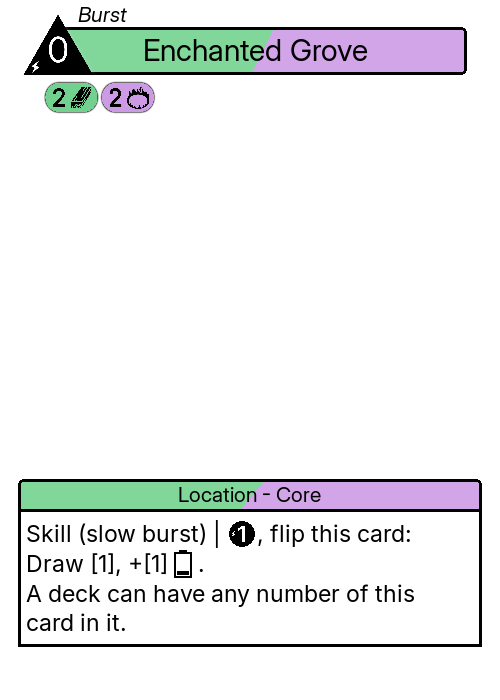 Burst
0 Enchanted Grove
2 2
Location - Core
Skill (slow burst) | 1, flip this card:
Draw [1], +[1] .
A deck can have any number of this
card in it.